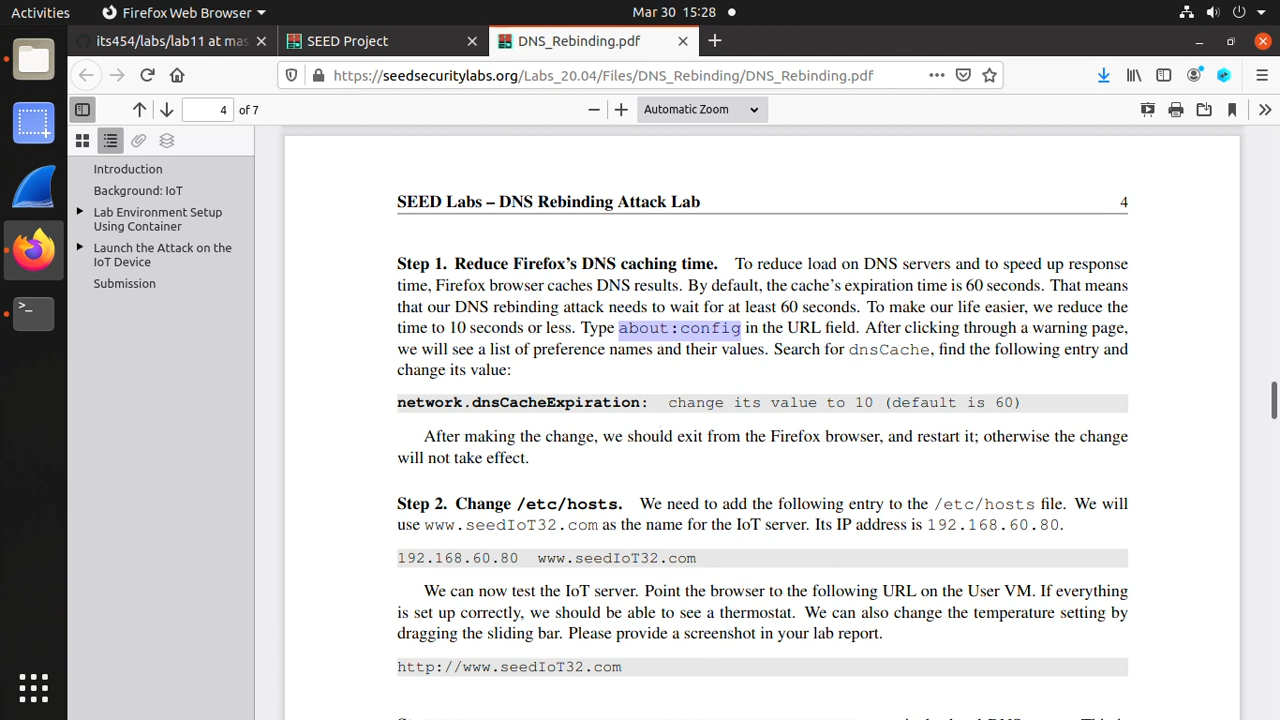 Activities
Firefox Web Browser
Mar 30 15:28
its454/labs/lab11 at mas
SEED Project
DNS_Rebinding.pdf
https://seedsecuritylabs.org/Labs_20.04/Files/DNS_Rebinding/DNS_Rebinding.pdf
4 of 7
Automatic Zoom
Introduction
Background: IoT
Lab Environment Setup
Using Container
Launch the Attack on the
IoT Device
Submission
SEED Labs – DNS Rebinding Attack Lab 4
Step 1. Reduce Firefox's DNS caching time. To reduce load on DNS servers and to speed up response
time, Firefox browser caches DNS results. By default, the cache's expiration time is 60 seconds. That means
that our DNS rebinding attack needs to wait for at least 60 seconds. To make our life easier, we reduce the
time to 10 seconds or less. Type about:config in the URL field. After clicking through a warning page,
we will see a list of preference names and their values. Search for dnsCache, find the following entry and
change its value:
network.dnsCacheExpiration: change its value to 10 (default is 60)
After making the change, we should exit from the Firefox browser, and restart it; otherwise the change
will not take effect.
Step 2. Change /etc/hosts. We need to add the following entry to the /etc/hosts file. We will
use www.seedIoT32.com as the name for the IoT server. Its IP address is 192.168.60.80.
192.168.60.80 www.seedIoT32.com
We can now test the IoT server. Point the browser to the following URL on the User VM. If everything
is set up correctly, we should be able to see a thermostat. We can also change the temperature setting by
dragging the sliding bar. Please provide a screenshot in your lab report.
http://www.seedIoT32.com